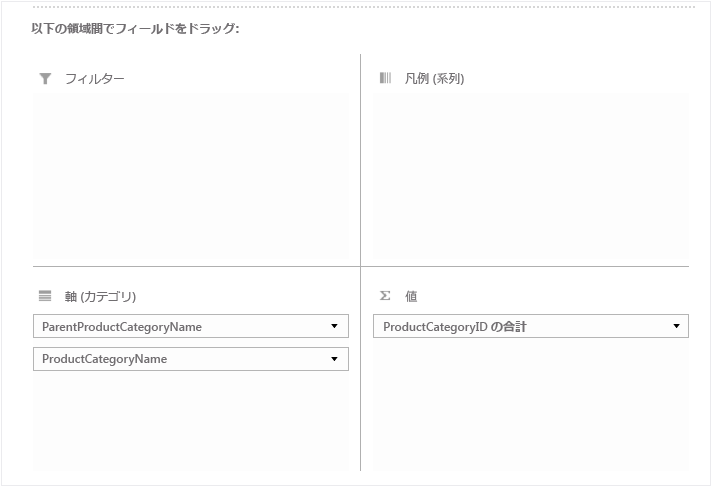 以下の領域間でフィールドをドラッグ:
フィルター
凡例 (系列)
軸 (カテゴリ)
値
ParentProductCategoryName
ProductCategoryID の合計
ProductCategoryName